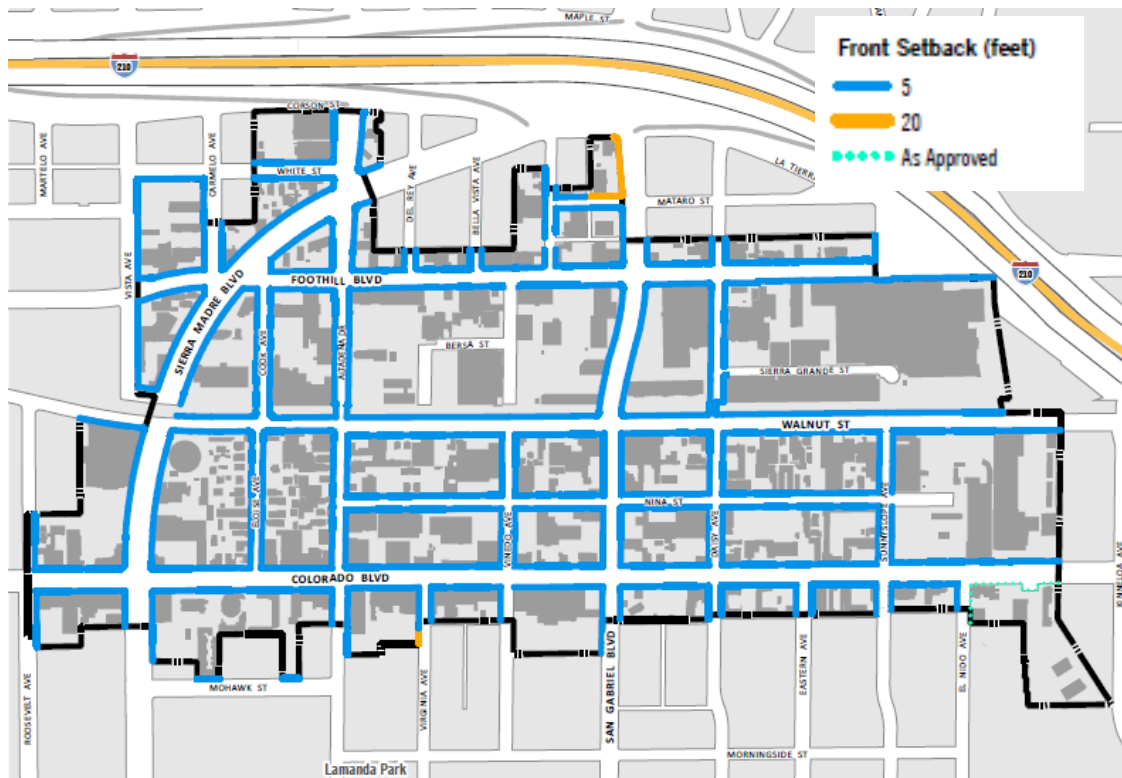 MAPLE ST
Front Setback (feet)
5
20
As Approved
210
CORSON ST
MARTELO AVE
CARMELO AVE
WHITE ST
DEL REY AVE
BELLA VISTA AVE
LA TIERRA
MATARO ST
VISTA AVE
SIERRA MADRE BLVD
FOOTHILL BLVD
210
COOK AVE
ALTADENA DR
BERSA ST
SIERRA GRANDE ST
WALNUT ST
ELOISE AVE
NINA ST
VINEDO AVE
DAISY AVE
SUNNYSLOPE AVE
COLORADO BLVD
KINNELOA AVE
ROOSEVELT AVE
MOHAWK ST
VIRGINIA AVE
SAN GABRIEL BLVD
EASTERN AVE
EL NIDO AVE
MORNINGSIDE ST
Lamanda Park